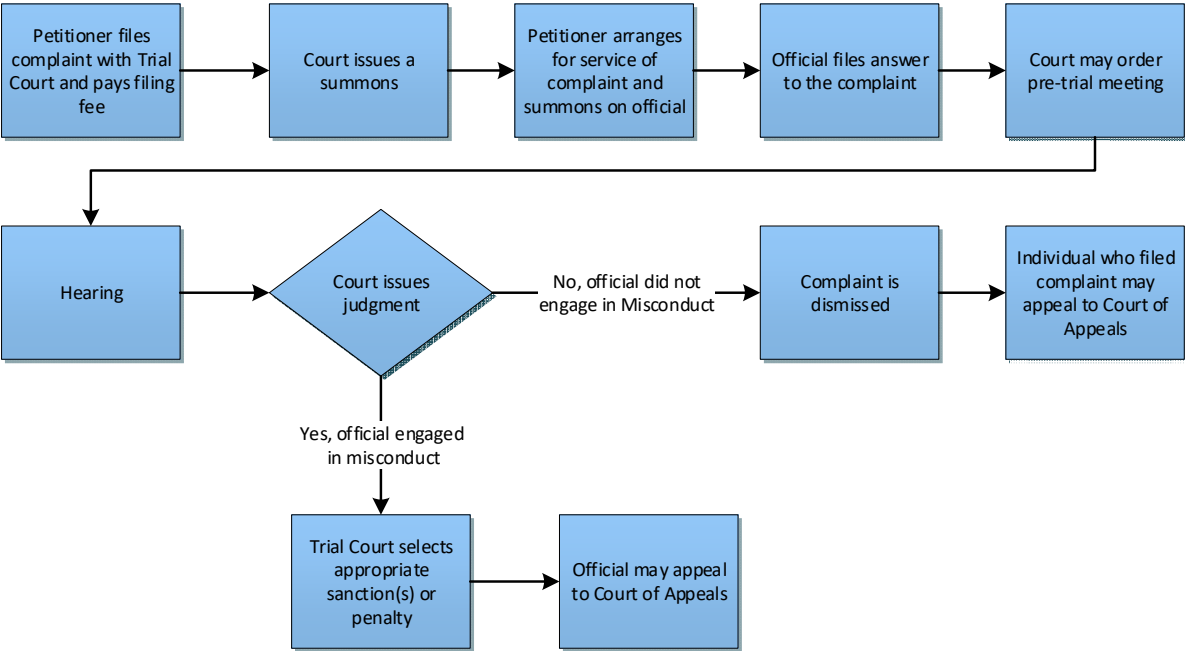 Petitioner files
complaint with Trial
Court and pays filing
fee
Court issues a
summons
Petitioner arranges
for service of
complaint and
summons on official
Official files answer
to the complaint
Court may order
pre-trial meeting
Hearing
Court issues
judgment
No, official did not
engage in Misconduct
Complaint is
dismissed
Individual who filed
complaint may
appeal to Court of
Appeals
Yes, official engaged
in misconduct
Trial Court selects
appropriate
sanction(s) or
penalty
Official may appeal
to Court of Appeals